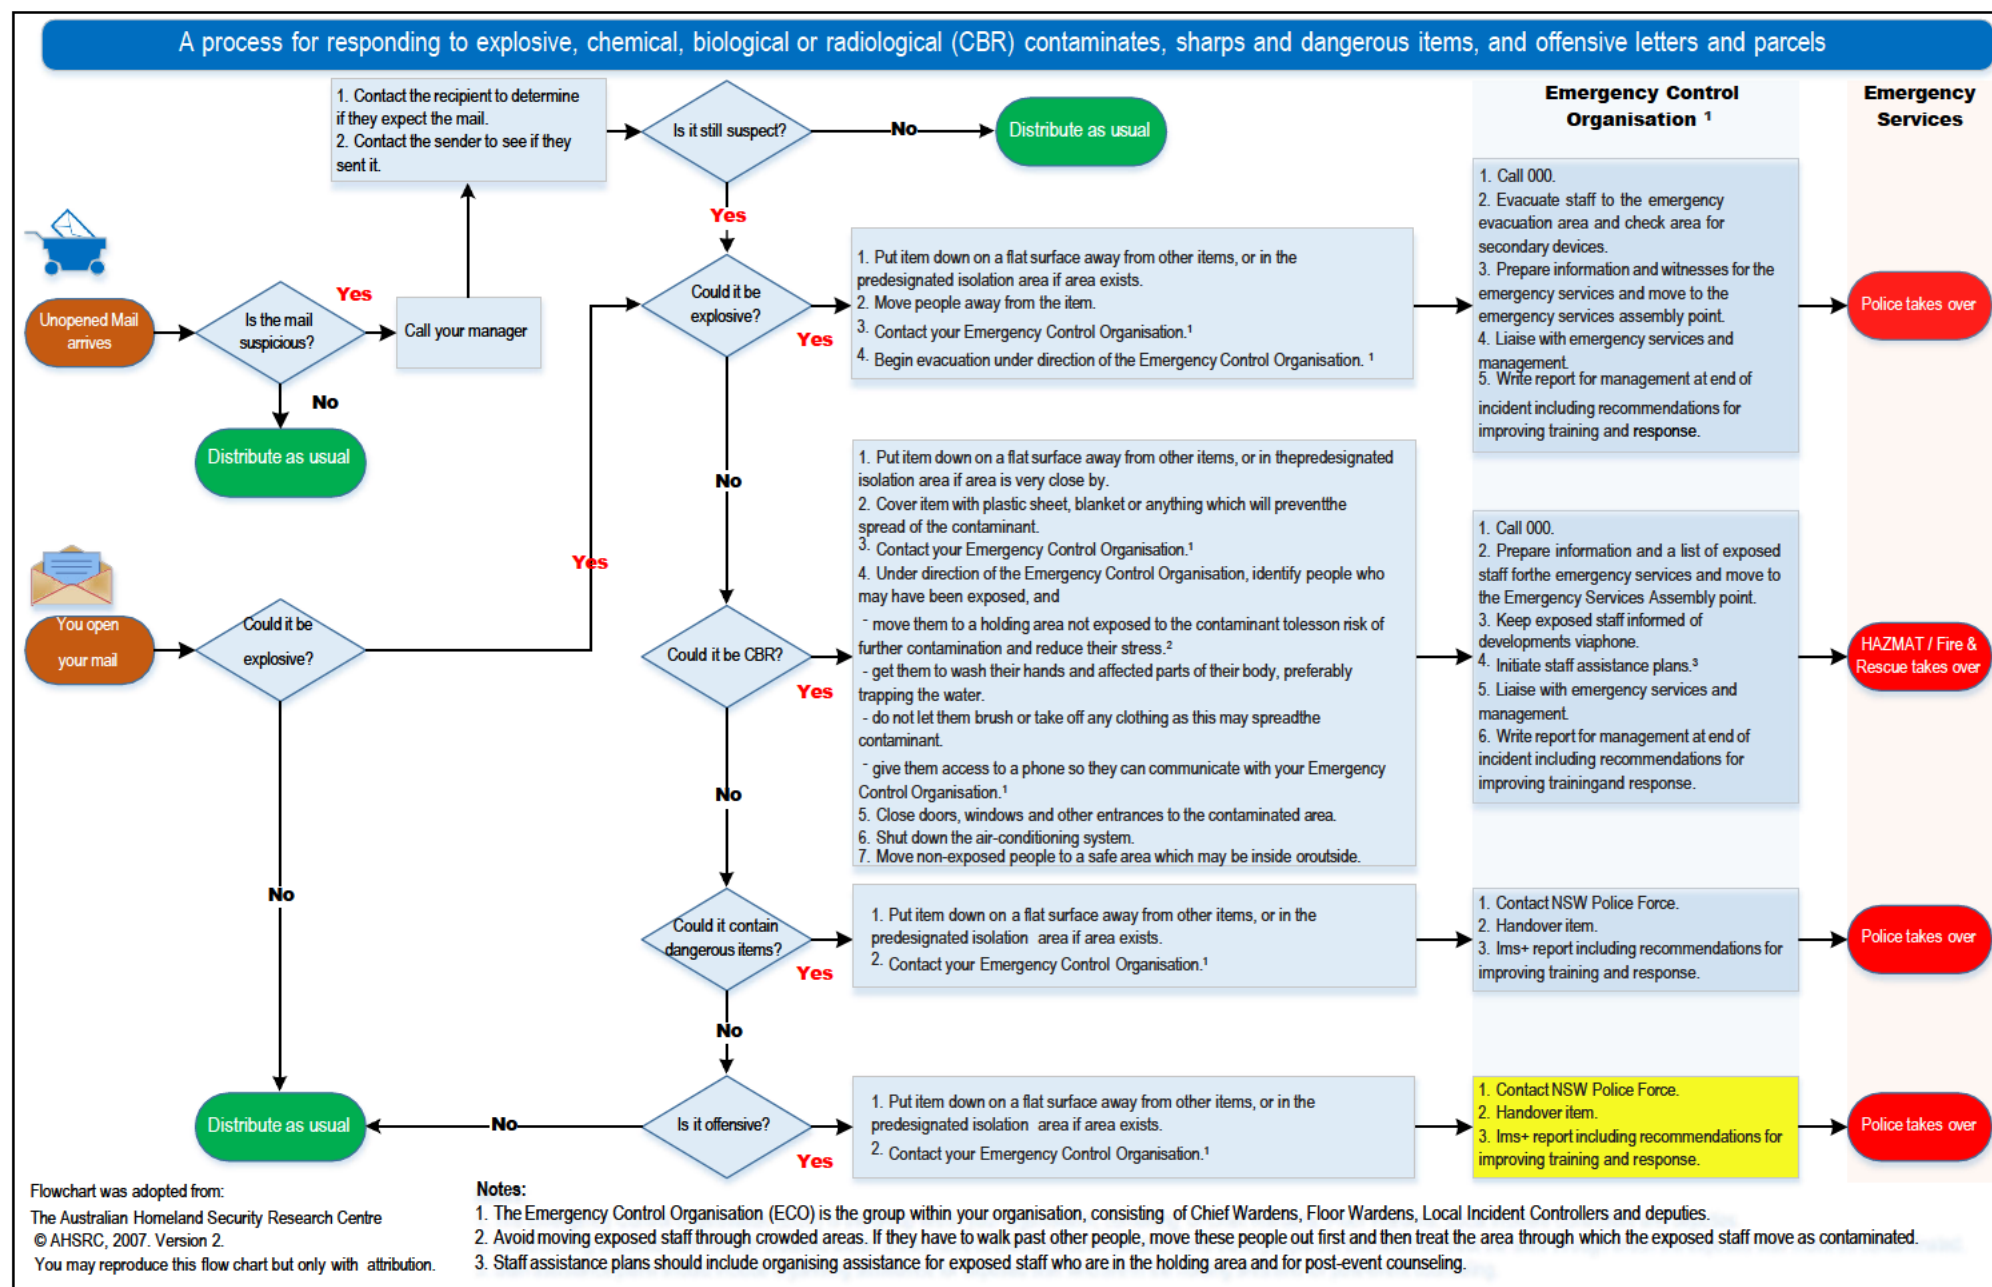 A process for responding to explosive, chemical, biological or radiological (CBR) contaminates, sharps and dangerous items, and offensive letters and parcels
1. Contact the recipient to determine
if they expect the mail.
2. Contact the sender to see if they
sent it.
Is it still suspect?
No
Distribute as usual
Emergency Control
Organisation ¹
Emergency
Services
Yes
Unopened Mail
arrives
Is the mail
suspicious?
Yes
Call your manager
No
Distribute as usual
Could it be
explosive?
Yes
1. Put item down on a flat surface away from other items, or in the
predesignated isolation area if area exists.
2. Move people away from the item.
3. Contact your Emergency Control Organisation.¹
4. Begin evacuation under direction of the Emergency Control Organisation. ¹
1. Call 000.
2. Evacuate staff to the emergency
evacuation area and check area for
secondary devices.
3. Prepare information and witnesses for the
emergency services and move to the
emergency services assembly point.
4. Liaise with emergency services and
management.
5. Write report for management at end of
incident including recommendations for
improving training and response.
Police takes over
No
You open
your mail
Could it be
explosive?
Yes
No
Could it be CBR?
Yes
1. Put item down on a flat surface away from other items, or in thepredesignated
isolation area if area is very close by.
2. Cover item with plastic sheet, blanket or anything which will preventthe
spread of the contaminant.
3. Contact your Emergency Control Organisation.¹
4. Under direction of the Emergency Control Organisation, identify people who
may have been exposed, and
- move them to a holding area not exposed to the contaminant tolesson risk of
further contamination and reduce their stress.²
- get them to wash their hands and affected parts of their body, preferably
trapping the water.
- do not let them brush or take off any clothing as this may spreadthe
contaminant.
- give them access to a phone so they can communicate with your Emergency
Control Organisation.¹
5. Close doors, windows and other entrances to the contaminated area.
6. Shut down the air-conditioning system.
7. Move non-exposed people to a safe area which may be inside oroutside.
1. Call 000.
2. Prepare information and a list of exposed
staff forthe emergency services and move to
the Emergency Services Assembly point.
3. Keep exposed staff informed of
developments viaphone.
4. Initiate staff assistance plans.³
5. Liaise with emergency services and
management.
6. Write report for management at end of
incident including recommendations for
improving trainingand response.
HAZMAT / Fire &
Rescue takes over
No
Could it contain
dangerous items?
Yes
1. Put item down on a flat surface away from other items, or in the
predesignated isolation area if area exists.
2. Contact your Emergency Control Organisation.¹
1. Contact NSW Police Force.
2. Handover item.
3. Ims+ report including recommendations for
improving training and response.
Police takes over
No
Distribute as usual
No
Is it offensive?
Yes
1. Put item down on a flat surface away from other items, or in the
predesignated isolation area if area exists.
2. Contact your Emergency Control Organisation.¹
1. Contact NSW Police Force.
2. Handover item.
3. Ims+ report including recommendations for
improving training and response.
Police takes over
Flowchart was adopted from:
The Australian Homeland Security Research Centre
© AHSRC, 2007. Version 2.
You may reproduce this flow chart but only with attribution.
Notes:
1. The Emergency Control Organisation (ECO) is the group within your organisation, consisting of Chief Wardens, Floor Wardens, Local Incident Controllers and deputies.
2. Avoid moving exposed staff through crowded areas. If they have to walk past other people, move these people out first and then treat the area through which the exposed staff move as contaminated.
3. Staff assistance plans should include organising assistance for exposed staff who are in the holding area and for post-event counseling.